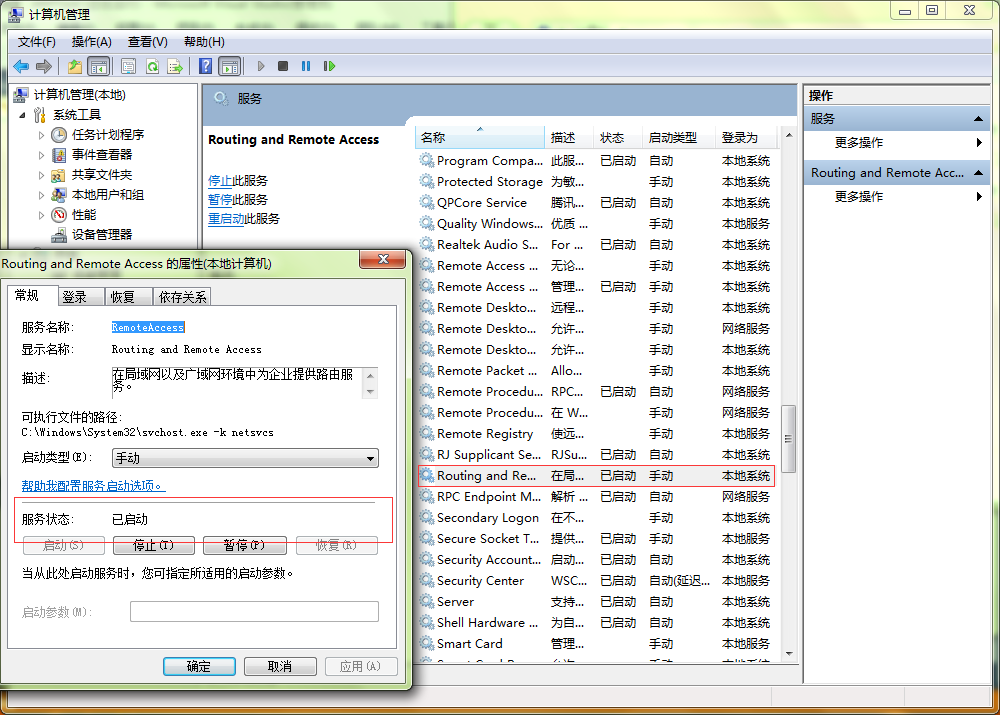 计算机管理
文件(F) 操作(A) 查看(V) 帮助(H)
计算机管理(本地)
系统工具
任务计划程序
事件查看器
共享文件夹
本地用户和组
性能
设备管理器
服务
Routing and Remote Access
停止此服务
暂停此服务
重启动此服务
名称 描述 状态 启动类型 登录为
Program Compa... 此服... 已启动 自动 本地系统
Protected Storage 为敏... 手动 本地系统
QPCore Service 腾讯... 已启动 自动 本地系统
Quality Windows... 优质 ... 手动 本地服务
Realtek Audio S... For ... 已启动 自动 本地系统
Remote Access ... 无论... 手动 本地系统
Remote Access ... 管理... 已启动 手动 本地系统
Remote Deskto... 远程... 手动 本地系统
Remote Deskto... 允许... 手动 网络服务
Remote Deskto... 允许... 手动 本地系统
Remote Packet ... Allo... 手动 本地系统
Remote Procedu... RPC... 已启动 自动 网络服务
Remote Procedu... 在 W... 手动 网络服务
Remote Registry 使远... 手动 本地服务
RJ Supplicant Se... RJSu... 已启动 自动 本地系统
Routing and Re... 在局... 已启动 手动 本地系统
RPC Endpoint M... 解析 ... 已启动 自动 网络服务
Secondary Logon 在不... 手动 本地系统
Secure Socket T... 提供... 已启动 手动 本地服务
Security Account... 启动... 已启动 自动 本地系统
Security Center WSC... 已启动 自动(延迟... 本地服务
Server 支持... 已启动 自动 本地系统
Shell Hardware ... 为自... 已启动 自动 本地系统
Smart Card 管理... 手动 本地服务
操作
服务
更多操作
Routing and Remote Acc...
更多操作
Routing and Remote Access 的属性(本地计算机)
常规 登录 恢复 依存关系
服务名称: RemoteAccess
显示名称: Routing and Remote Access
描述: 在局域网以及广域网环境中为企业提供路由服
务。
可执行文件的路径:
C:\Windows\System32\svchost.exe -k netsvcs
启动类型(E): 手动
帮助我配置服务启动选项。
服务状态: 已启动
启动(S) 停止(T) 暂停(P) 恢复(R)
当从此处启动服务时，您可指定所适用的启动参数。
启动参数(M):
确定 取消 应用(A)